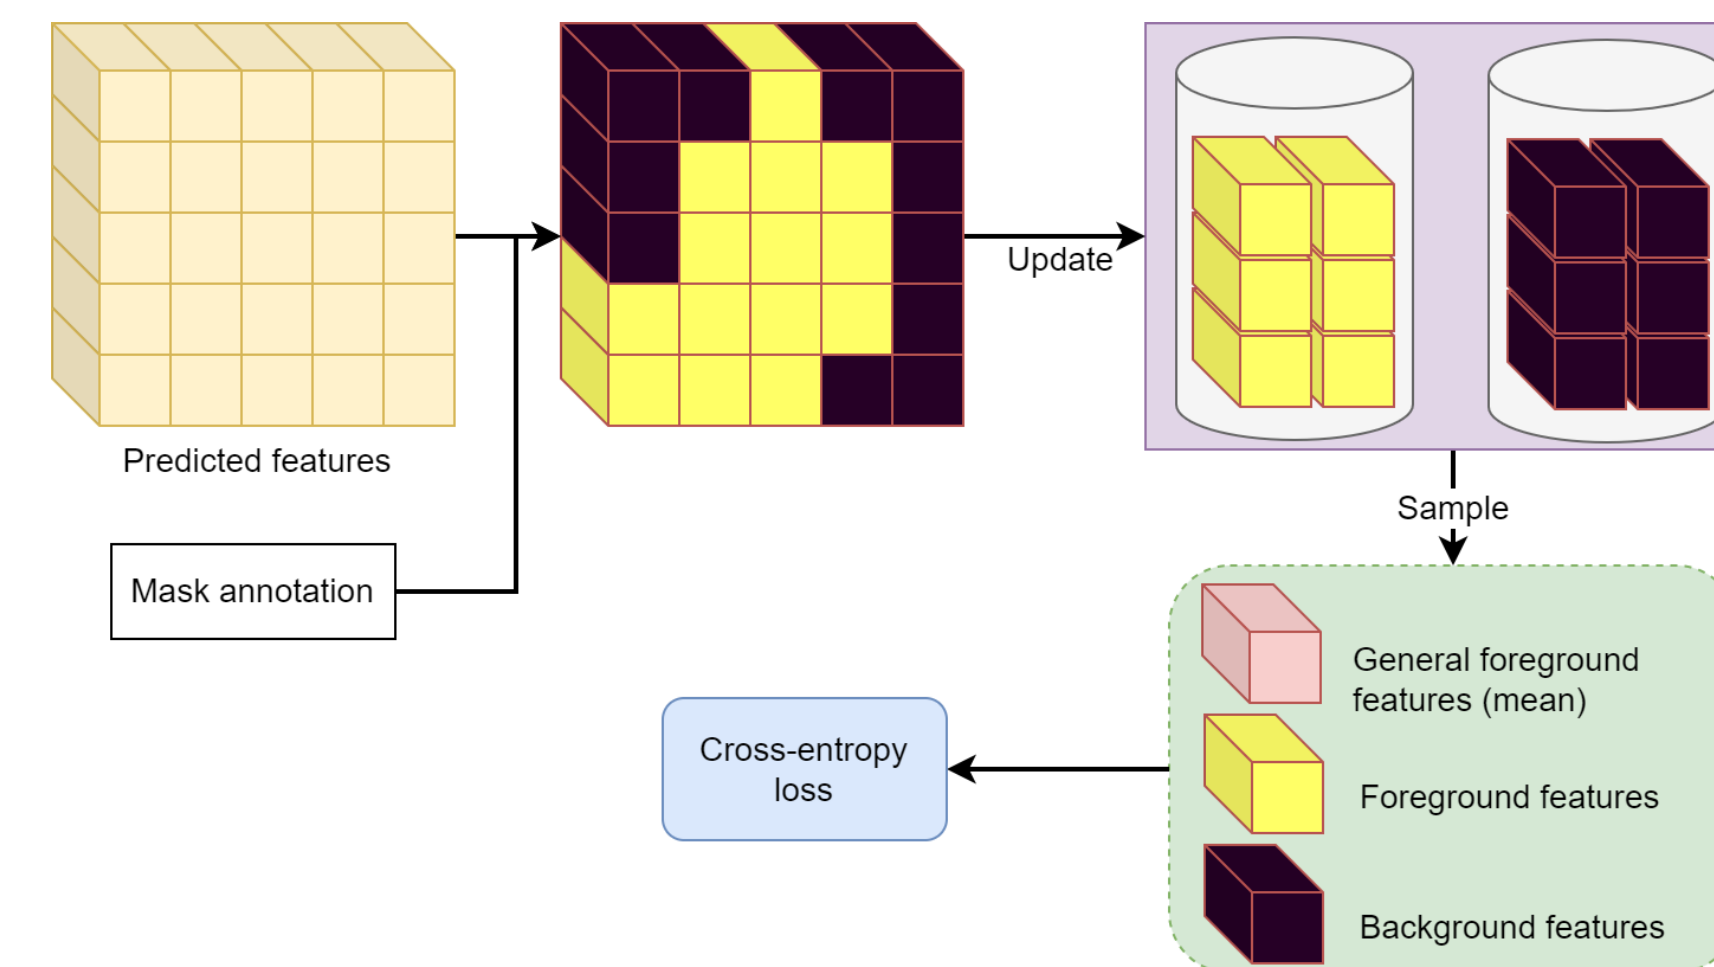 Predicted features
Mask annotation
Update
Sample
General foreground
features (mean)
Foreground features
Background features
Cross-entropy
loss